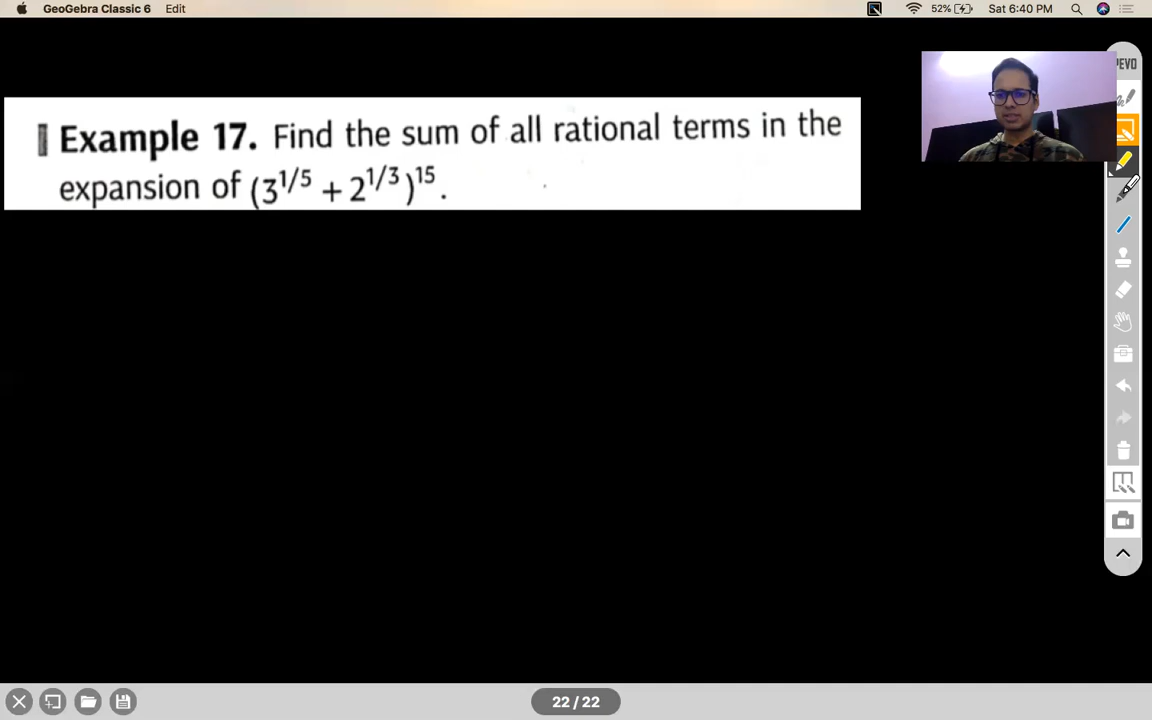 GeoGebra Classic 6 Edit 52% Sat 6:40 PM
Example 17. Find the sum of all rational terms in the
expansion of (3^{1/5} + 2^{1/3})^{15}.
22 / 22